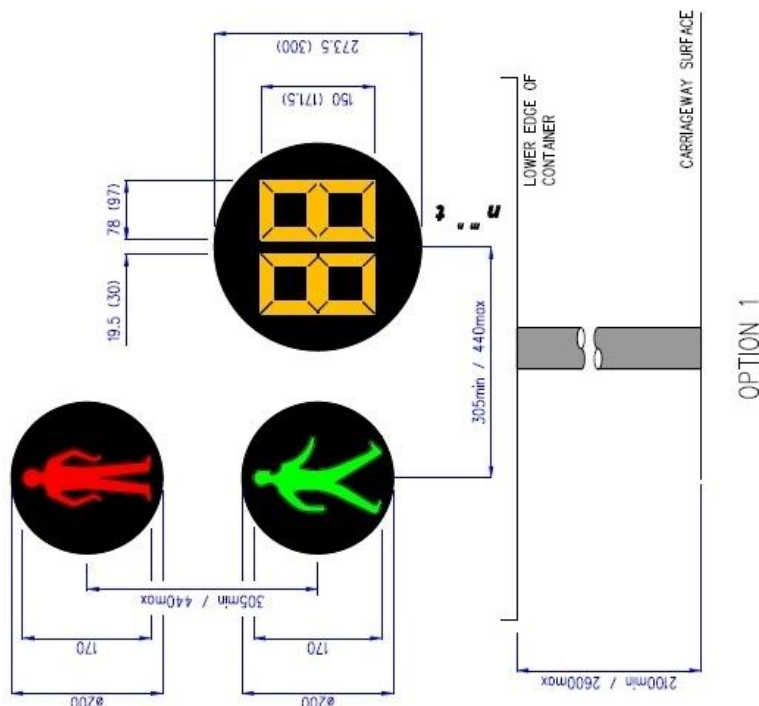 273.5 (300)
150 (171.5)
78 (97)
19.5 (30)
n m n t
LOWER EDGE OF
CONTAINER
CARRIAGEWAY SURFACE
305min / 440max
305min / 440max
170
170
ø200
ø200
2100min / 2600max
OPTION 1